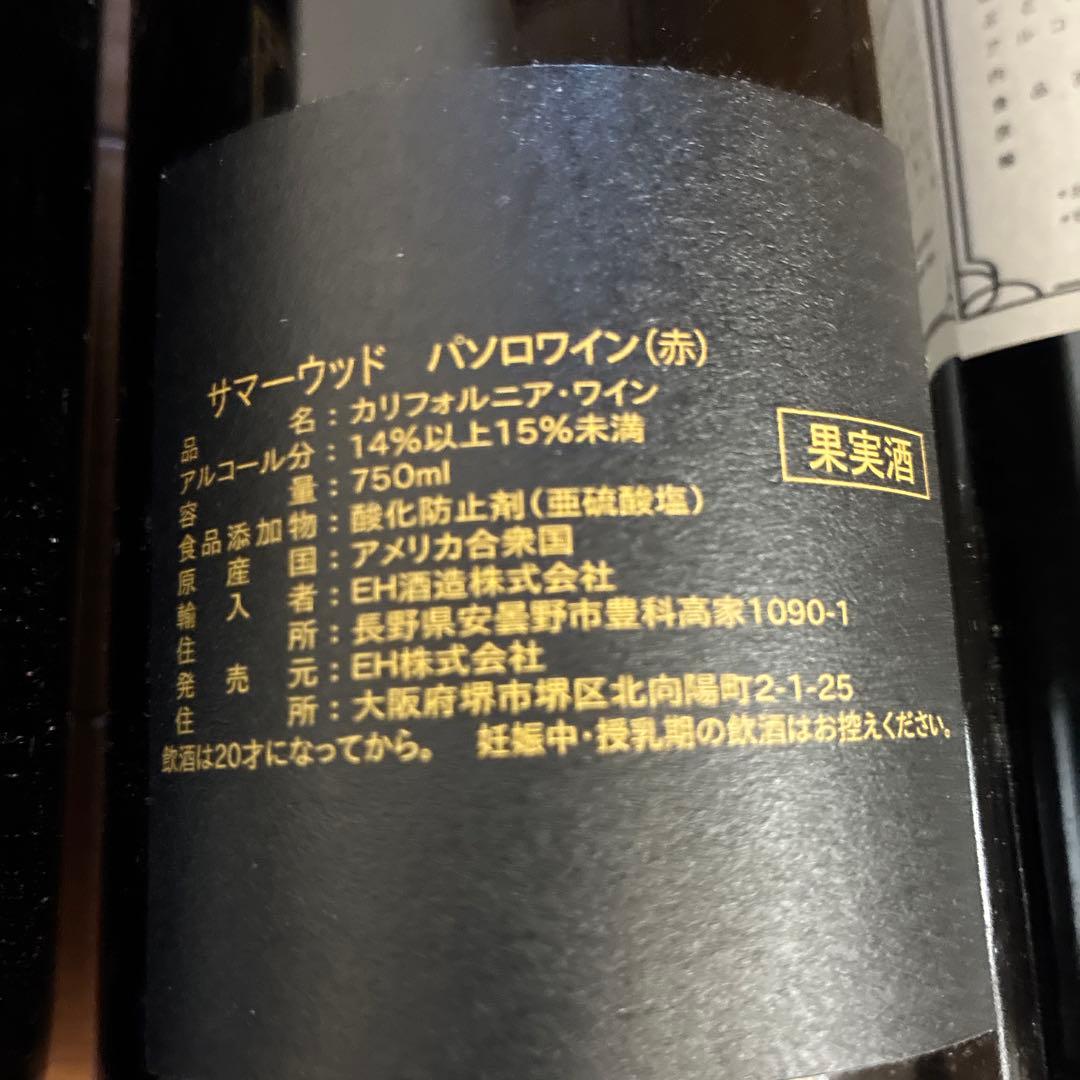 サマーウッド　パソロワイン(赤)
品名:カリフォルニア・ワイン
アルコール分:14%以上15%未満
容量:750ml
食品添加物:酸化防止剤(亜硫酸塩)
原産国:アメリカ合衆国
輸入者:EH酒造株式会社
住所:長野県安曇野市豊科高家1090-1
発売元:EH株式会社
住所:大阪府堺市堺区北向陽町2-1-25
飲酒は20才になってから。　妊娠中・授乳期の飲酒はお控えください。
果実酒